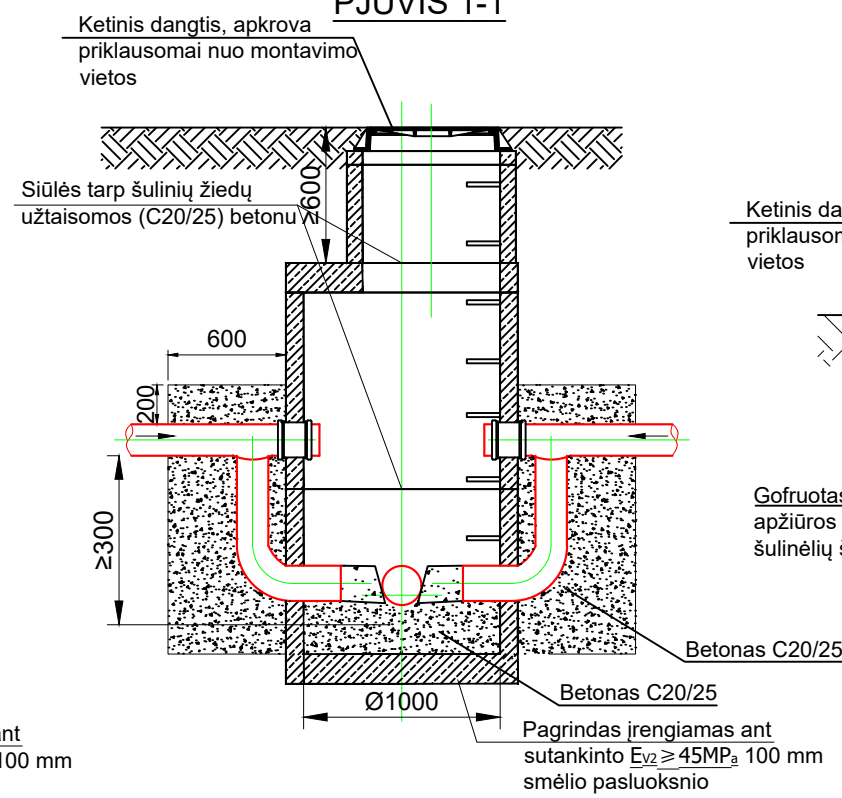 PJŪVIS 1-1
Ketinis dangtis, apkrova
priklausomai nuo montavimo
vietos
Siūlės tarp šulinių žiedų
užtaisomos (C20/25) betonu
≥600
Ketinis
priklausom
vietos
600
200
≥300
Gofruotas
apžiūros
šulinėlių
Betonas C20/25
Betonas C20/25
Ø1000
Pagrindas įrengiamas ant
sutankinto Ev2≥45MPa 100 mm
smėlio pasluoksnio
ant
100 mm